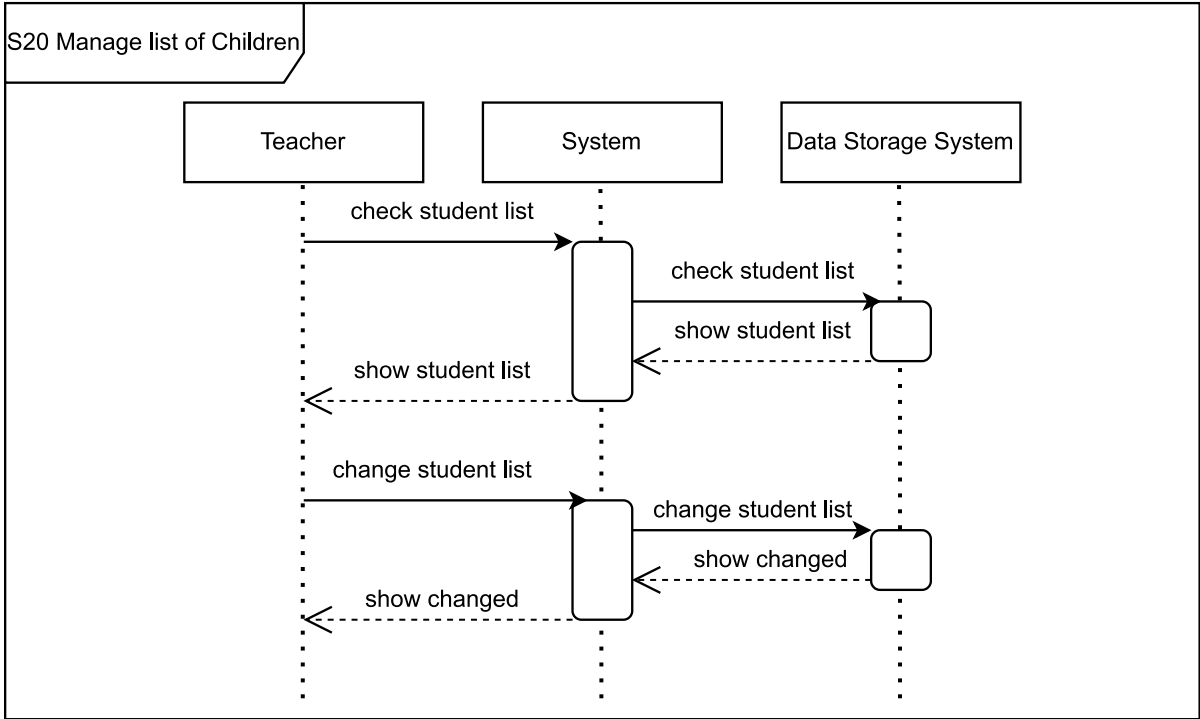 S20 Manage list of Children
Teacher
System
Data Storage System
check student list
check student list
show student list
show student list
change student list
change student list
show changed
show changed